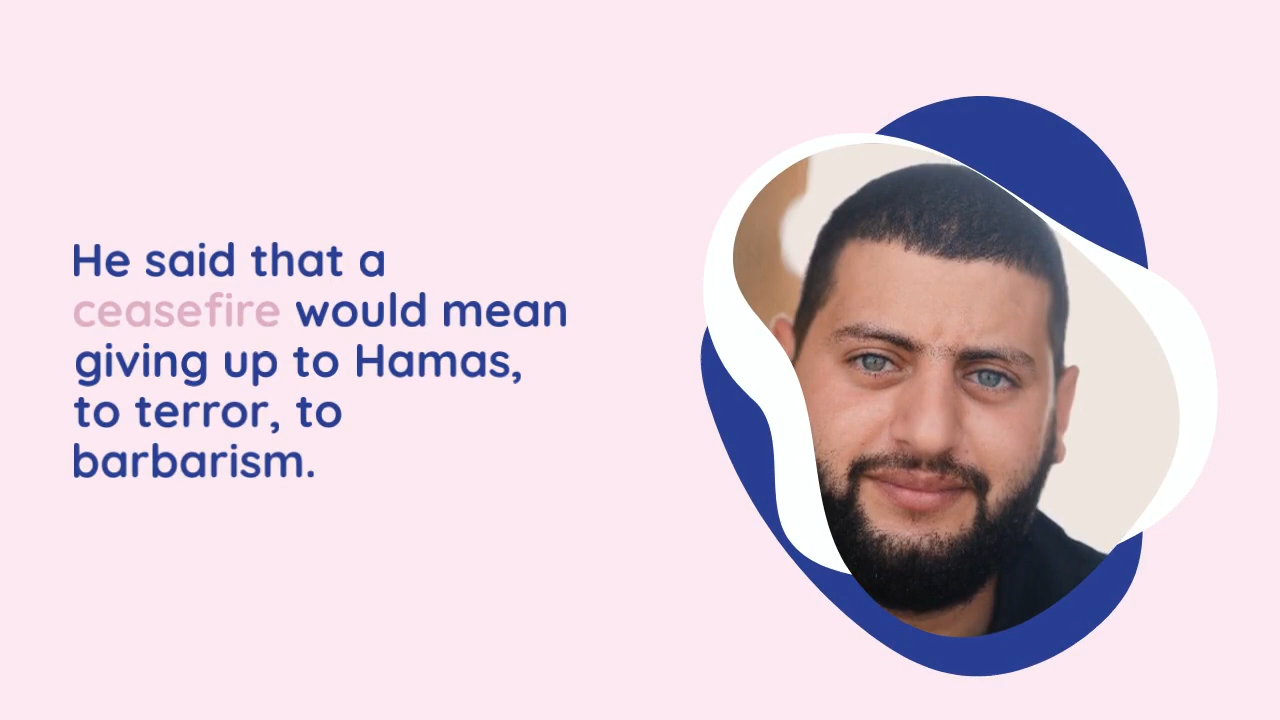 He said that a
ceasefire would mean
giving up to Hamas,
to terror, to
barbarism.